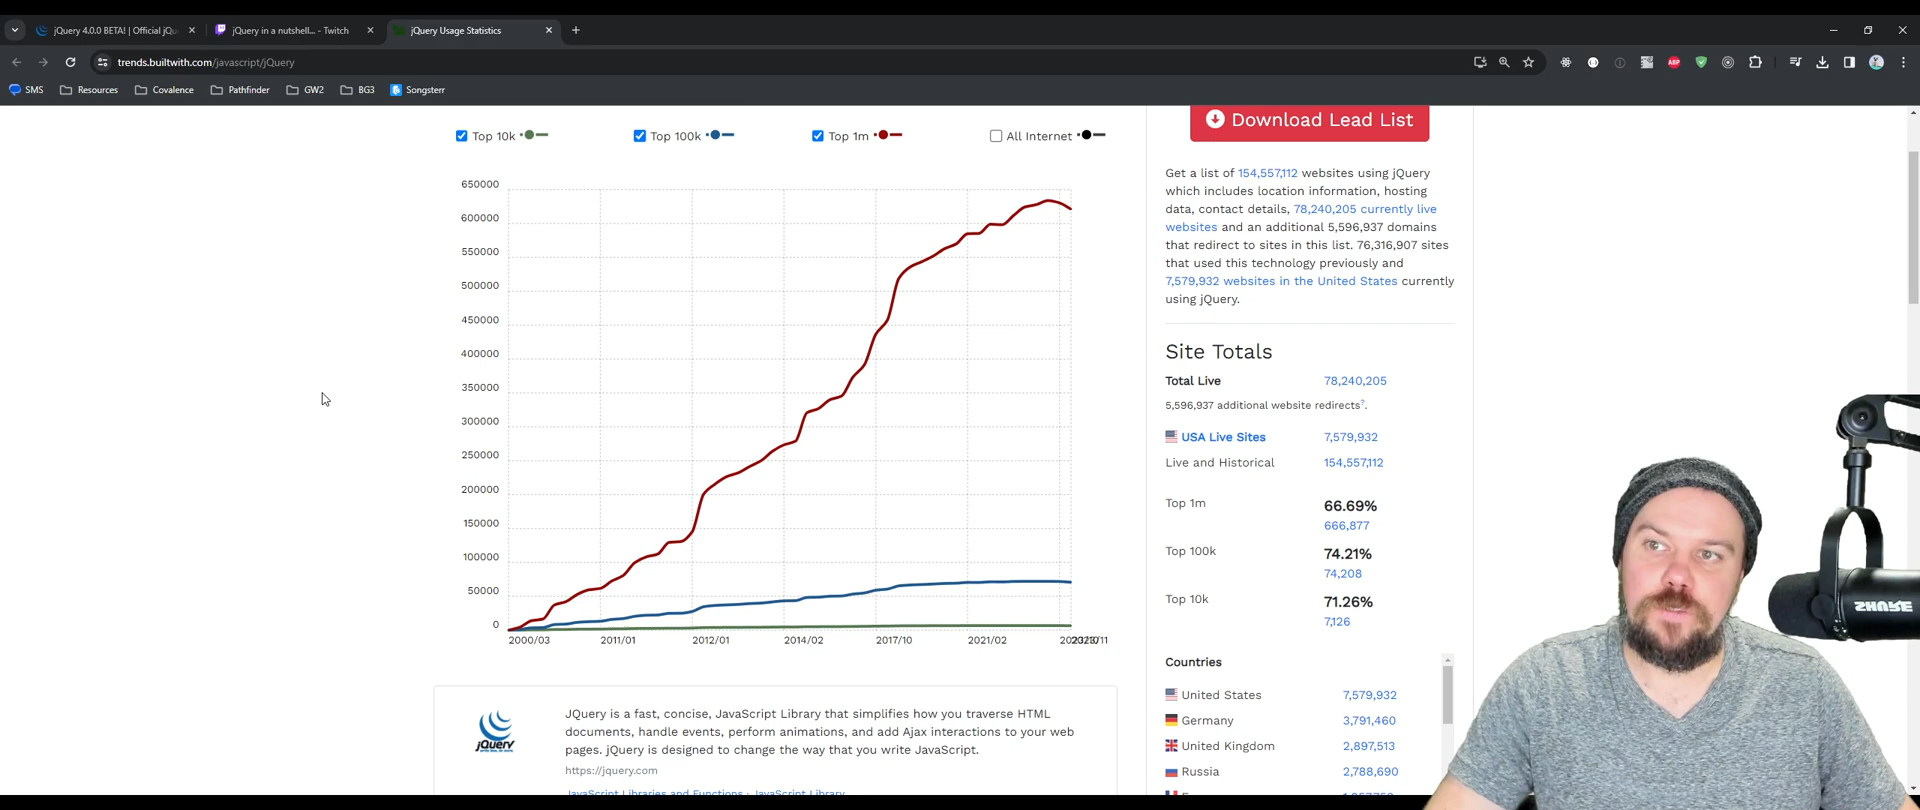 jQuery 4.0.0 BETA! | Official jQu
jQuery in a nutshell... - Twitch
jQuery Usage Statistics
trends.builtwith.com/javascript/jQuery
SMS
Resources
Covalence
Pathfinder
GW2
BG3
Songsterr
ABP
Top 10k
Top 100k
Top 1m
All Internet
650000
600000
550000
500000
450000
400000
350000
300000
250000
200000
150000
100000
50000
0
2000/03
2011/01
2012/01
2014/02
2017/10
2021/02
jQuery
JQuery is a fast, concise, JavaScript Library that simplifies how you traverse HTML
documents, handle events, perform animations, and add Ajax interactions to your web
pages. jQuery is designed to change the way that you write JavaScript.
https://jquery.com
JavaScript Libraries and Functions · JavaScript Library
Download Lead List
Get a list of 154,557,112 websites using jQuery
which includes location information, hosting
data, contact details, 78,240,205 currently live
websites and an additional 5,596,937 domains
that redirect to sites in this list. 76,316,907 sites
that used this technology previously and
7,579,932 websites in the United States currently
using jQuery.
Site Totals
Total Live 78,240,205
5,596,937 additional website redirects?.
USA Live Sites 7,579,932
Live and Historical 154,557,112
Top 1m 66.69%
666,877
Top 100k 74.21%
74,208
Top 10k 71.26%
7,126
Countries
United States 7,579,932
Germany 3,791,460
United Kingdom 2,897,513
Russia 2,788,690
SHURE